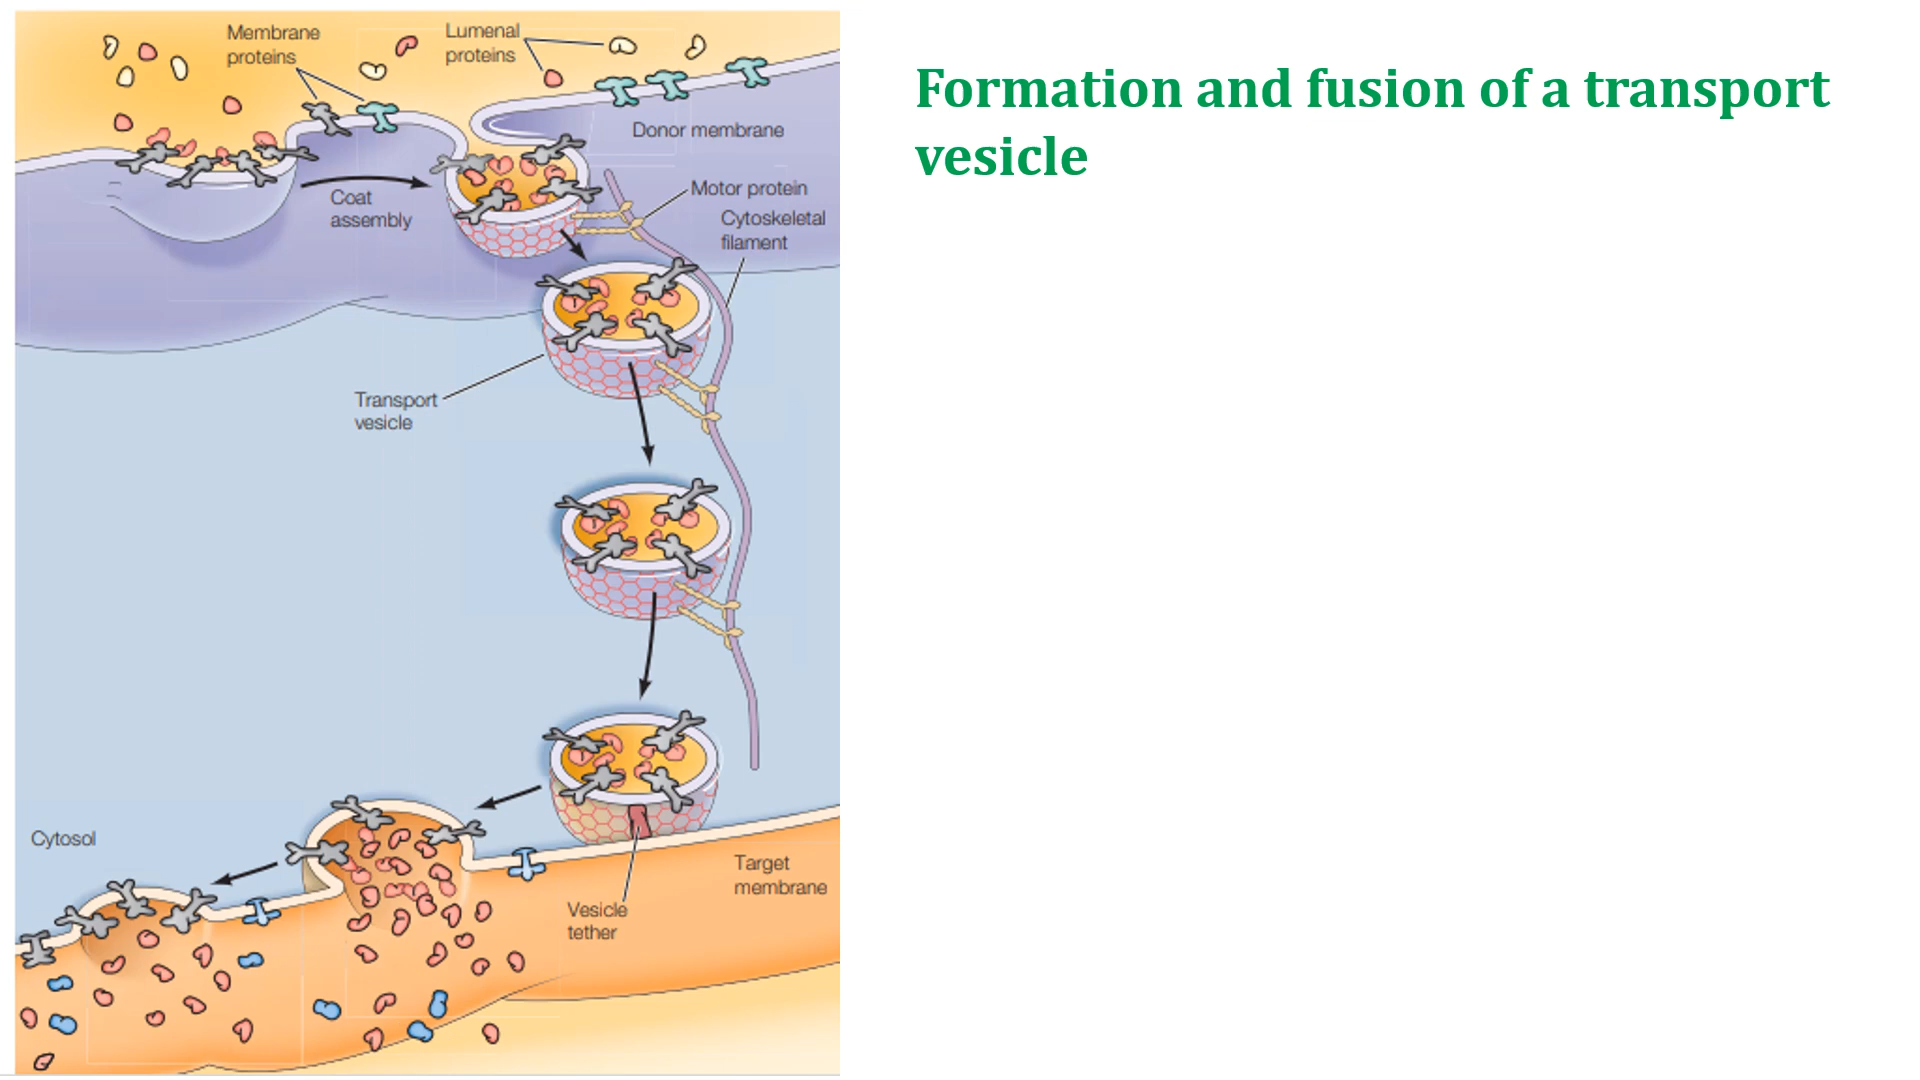 Membrane
proteins
Lumenal
proteins
Donor membrane
Coat
assembly
Motor protein
Cytoskeletal
filament
Transport
vesicle
Cytosol
Target
membrane
Vesicle
tether
Formation and fusion of a transport
vesicle